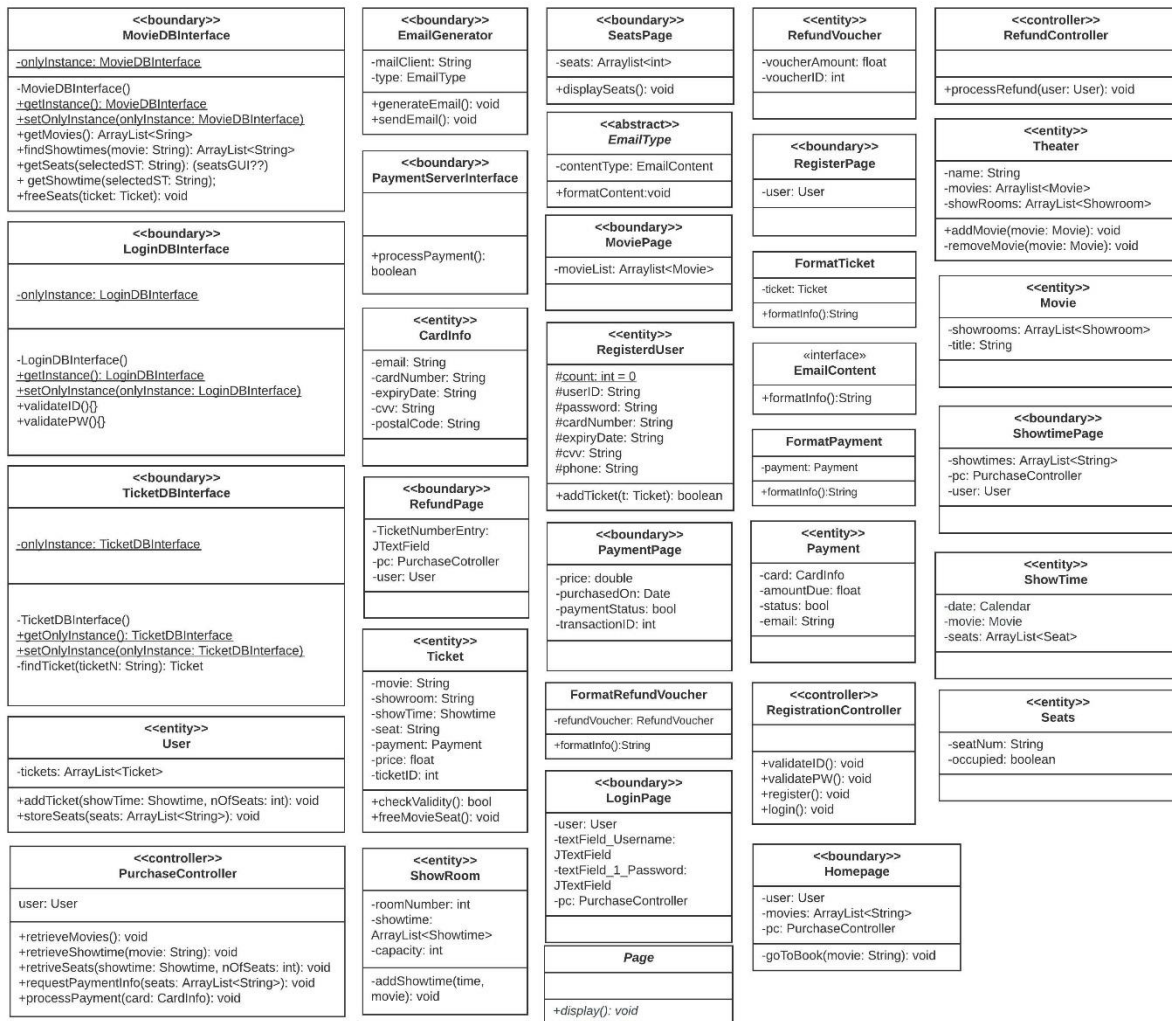 <<boundary>>
MovieDBInterface
-onlyInstance: MovieDBInterface
-MovieDBInterface()
+getInstance(): MovieDBInterface
+setOnlyInstance(onlyInstance: MovieDBInterface)
+getMovies(): ArrayList<Sring>
+findShowtimes(movie: String): ArrayList<String>
+getSeats(selectedST: String): (seatsGUI??)
+ getShowtime(selectedST: String);
+freeSeats(ticket: Ticket): void
<<boundary>>
LoginDBInterface
-onlyInstance: LoginDBInterface
-LoginDBInterface()
+getInstance(): LoginDBInterface
+setOnlyInstance(onlyInstance: LoginDBInterface)
+validateID(){}
+validatePW(){}
<<boundary>>
TicketDBInterface
-onlyInstance: TicketDBInterface
-TicketDBInterface()
+getOnlyInstance(): TicketDBInterface
+setOnlyInstance(onlyInstance: TicketDBInterface)
-findTicket(ticketN: String): Ticket
<<entity>>
User
-tickets: ArrayList<Ticket>
+addTicket(showTime: Showtime, nOfSeats: int): void
+storeSeats(seats: ArrayList<String>): void
<<controller>>
PurchaseController
user: User
+retrieveMovies(): void
+retrieveShowtime(movie: String): void
+retriveSeats(showtime: Showtime, nOfSeats: int): void
+requestPaymentInfo(seats: ArrayList<String>): void
+processPayment(card: CardInfo): void
<<boundary>>
EmailGenerator
-mailClient: String
-type: EmailType
+generateEmail(): void
+sendEmail(): void
<<boundary>>
PaymentServerInterface
+processPayment():
boolean
<<entity>>
CardInfo
-email: String
-cardNumber: String
-expiryDate: String
-cvv: String
-postalCode: String
<<boundary>>
RefundPage
-TicketNumberEntry:
JTextField
-pc: PurchaseCotroller
-user: User
<<entity>>
Ticket
-movie: String
-showroom: String
-showTime: Showtime
-seat: String
-payment: Payment
-price: float
-ticketID: int
+checkValidity(): bool
+freeMovieSeat(): void
<<entity>>
ShowRoom
-roomNumber: int
-showtime:
ArrayList<Showtime>
-capacity: int
-addShowtime(time,
movie): void
<<boundary>>
SeatsPage
-seats: Arraylist<int>
+displaySeats(): void
<<abstract>>
EmailType
-contentType: EmailContent
+formatContent:void
<<boundary>>
MoviePage
-movieList: Arraylist<Movie>
<<entity>>
RegisterdUser
#count: int = 0
#userID: String
#password: String
#cardNumber: String
#expiryDate: String
#cvv: String
#phone: String
+addTicket(t: Ticket): boolean
<<boundary>>
PaymentPage
-price: double
-purchasedOn: Date
-paymentStatus: bool
-transactionID: int
FormatRefundVoucher
-refundVoucher: RefundVoucher
+formatInfo():String
<<boundary>>
LoginPage
-user: User
-textField_Username:
JTextField
-textField_1_Password:
JTextField
-pc: PurchaseController
Page
+display(): void
<<entity>>
RefundVoucher
-voucherAmount: float
-voucherID: int
<<boundary>>
RegisterPage
-user: User
FormatTicket
-ticket: Ticket
+formatInfo():String
«interface»
EmailContent
+formatInfo():String
FormatPayment
-payment: Payment
+formatInfo():String
<<entity>>
Payment
-card: CardInfo
-amountDue: float
-status: bool
-email: String
<<controller>>
RegistrationController
+validateID(): void
+validatePW(): void
+register(): void
+login(): void
<<boundary>>
Homepage
-user: User
-movies: ArrayList<String>
-pc: PurchaseController
-goToBook(movie: String): void
<<controller>>
RefundController
+processRefund(user: User): void
<<entity>>
Theater
-name: String
-movies: Arraylist<Movie>
-showRooms: ArrayList<Showroom>
+addMovie(movie: Movie): void
-removeMovie(movie: Movie): void
<<entity>>
Movie
-showrooms: ArrayList<Showroom>
-title: String
<<boundary>>
ShowtimePage
-showtimes: ArrayList<String>
-pc: PurchaseController
-user: User
<<entity>>
ShowTime
-date: Calendar
-movie: Movie
-seats: ArrayList<Seat>
<<entity>>
Seats
-seatNum: String
-occupied: boolean